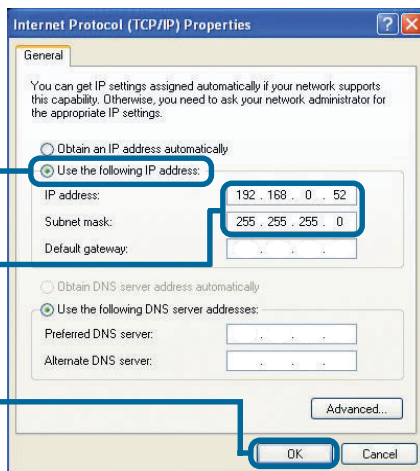 Internet Protocol (TCP/IP) Properties
General
You can get IP settings assigned automatically if your network supports
this capability. Otherwise, you need to ask your network administrator for
the appropriate IP settings.
Obtain an IP address automatically
Use the following IP address:
IP address: 192 . 168 . 0 . 52
Subnet mask: 255 . 255 . 255 . 0
Default gateway: . . .
Obtain DNS server address automatically
Use the following DNS server addresses:
Preferred DNS server: . . .
Alternate DNS server: . . .
Advanced...
OK Cancel